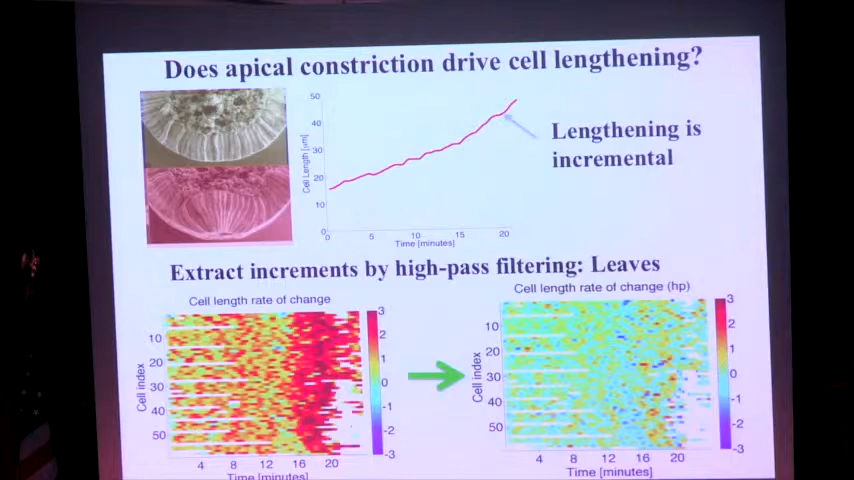 Does apical constriction drive cell lengthening?
50
40
30
20
10
0
Cell Length [μm]
0 5 10 15 20
Time [minutes]
Lengthening is
incremental
Extract increments by high-pass filtering: Leaves
Cell length rate of change
10
20
30
40
50
Cell index
4 8 12 16 20
Time [minutes]
3
2
1
0
-1
-2
-3
Cell length rate of change (hp)
10
20
30
40
50
Cell index
4 8 12 16 20
Time [minutes]
3
2
1
0
-1
-2
-3